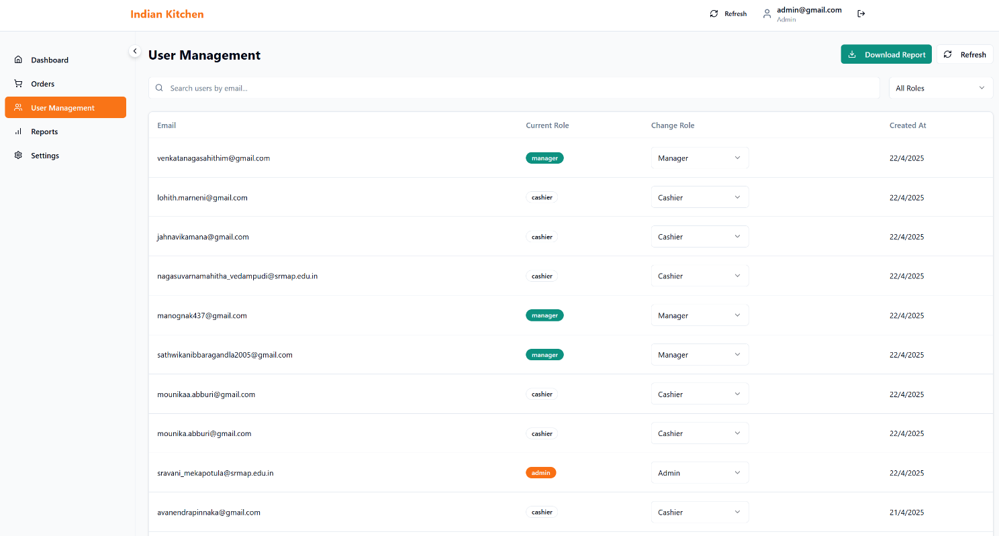 Indian Kitchen
Refresh
admin@gmail.com
Admin
Dashboard
Orders
User Management
Reports
Settings
User Management
Download Report
Refresh
Search users by email...
All Roles
Email Current Role Change Role Created At
venkatanagasahithim@gmail.com manager Manager 22/4/2025
lohith.marneni@gmail.com cashier Cashier 22/4/2025
jahnavikamana@gmail.com cashier Cashier 22/4/2025
nagasuvarnamahitha_vedampudi@srmap.edu.in cashier Cashier 22/4/2025
manognak437@gmail.com manager Manager 22/4/2025
sathwikanibbaragandla2005@gmail.com manager Manager 22/4/2025
mounikaa.abburi@gmail.com cashier Cashier 22/4/2025
mounika.abburi@gmail.com cashier Cashier 22/4/2025
sravani_mekapotula@srmap.edu.in admin Admin 22/4/2025
avanendrapinnaka@gmail.com cashier Cashier 21/4/2025